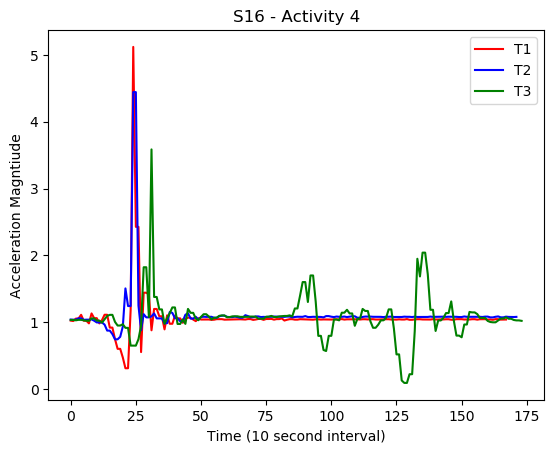 S16 - Activity 4
T1
T2
T3
5
4
3
2
1
0
Acceleration Magntiude
0 25 50 75 100 125 150 175
Time (10 second interval)